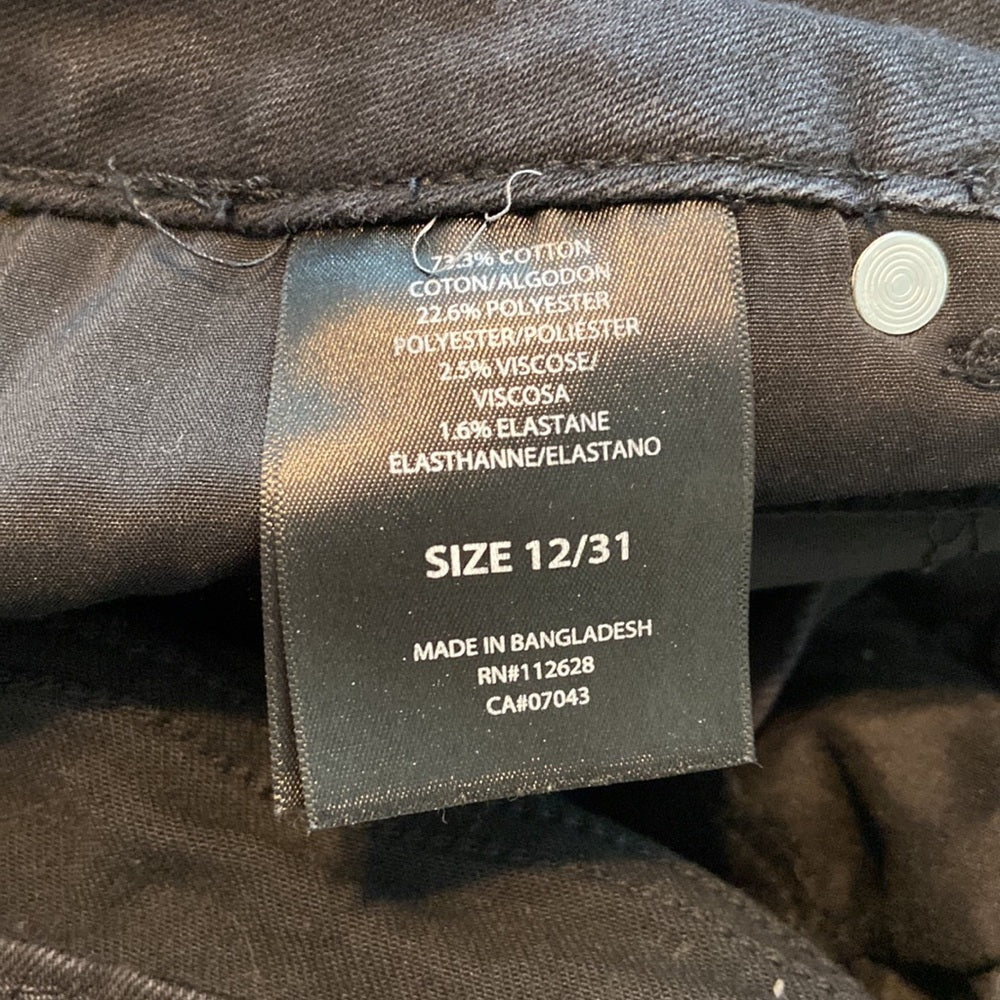 73.3% COTTON
COTON/ALGODON
22.6% POLYESTER
POLYESTER/POLIESTER
2.5% VISCOSE/
VISCOSA
1.6% ELASTANE
ELASTHANNE/ELASTANO
SIZE 12/31
MADE IN BANGLADESH
RN#112628
CA#07043